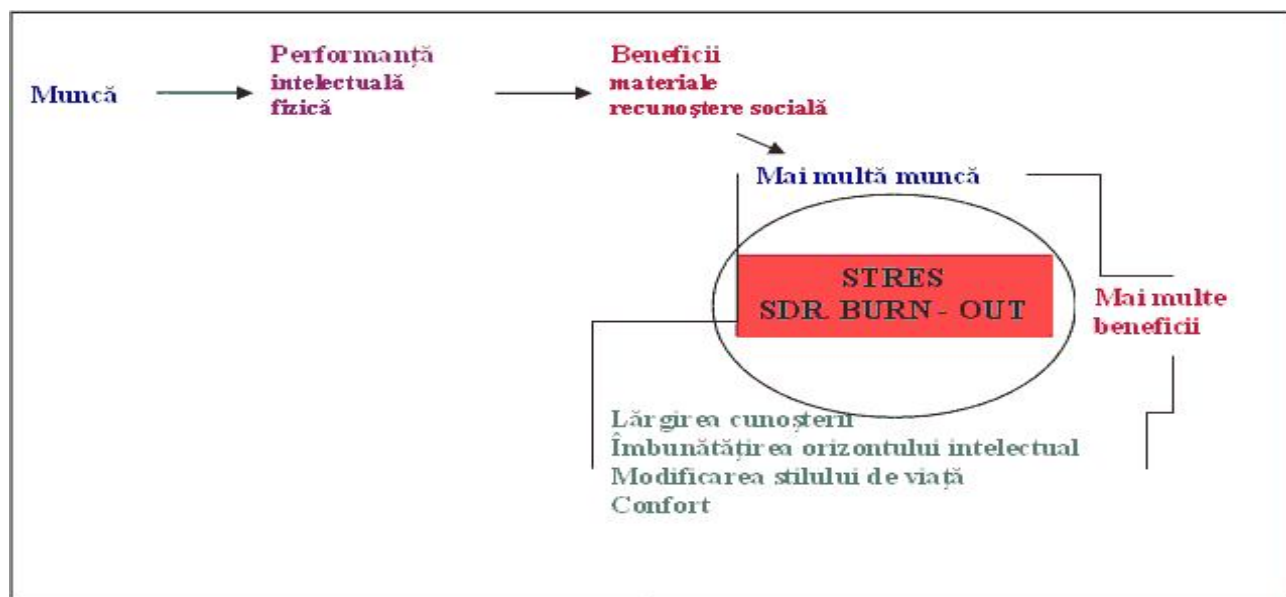 Muncă
Performanță
intelectuală
fizică
Beneficii
materiale
recunoștere socială
Mai multă muncă
STRES
SDR. BURN - OUT
Mai multe
beneficii
Lărgirea cunoșterii
Îmbunătățirea orizontului intelectual
Modificarea stilului de viață
Confort